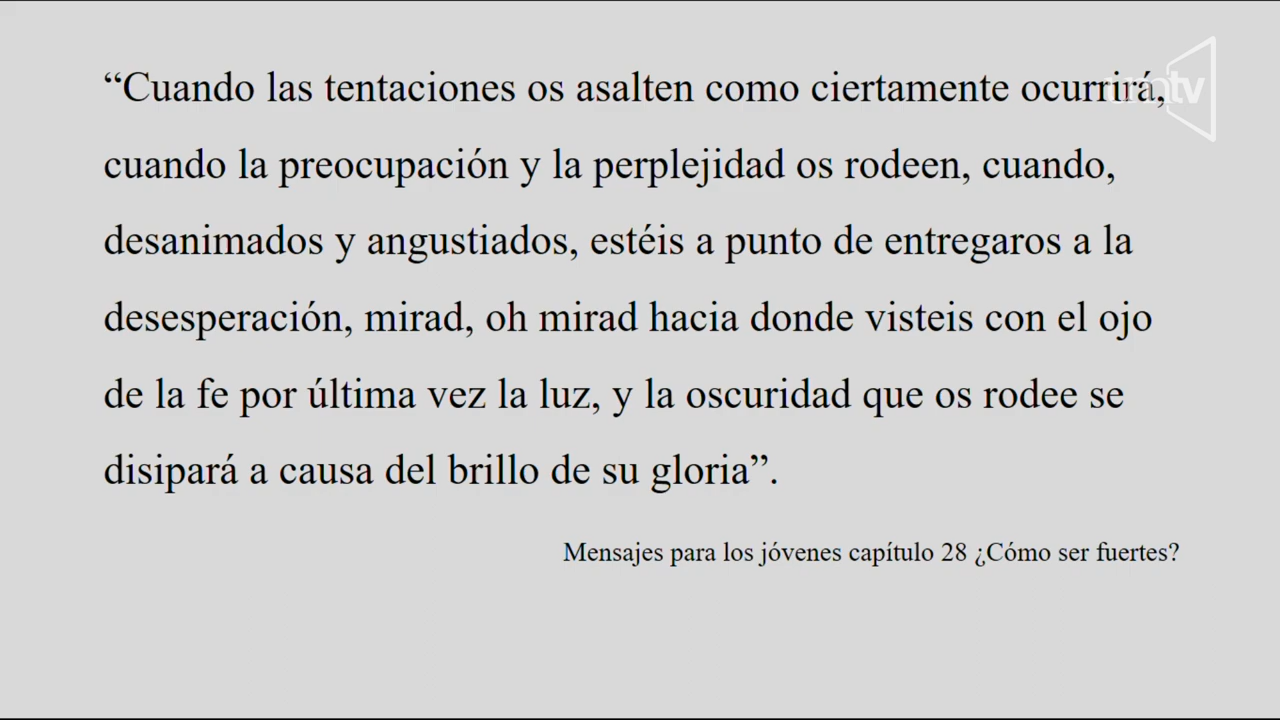 “Cuando las tentaciones os asalten como ciertamente ocurrirá,
cuando la preocupación y la perplejidad os rodeen, cuando,
desanimados y angustiados, estéis a punto de entregaros a la
desesperación, mirad, oh mirad hacia donde visteis con el ojo
de la fe por última vez la luz, y la oscuridad que os rodee se
disipará a causa del brillo de su gloria”.
Mensajes para los jóvenes capítulo 28 ¿Cómo ser fuertes?